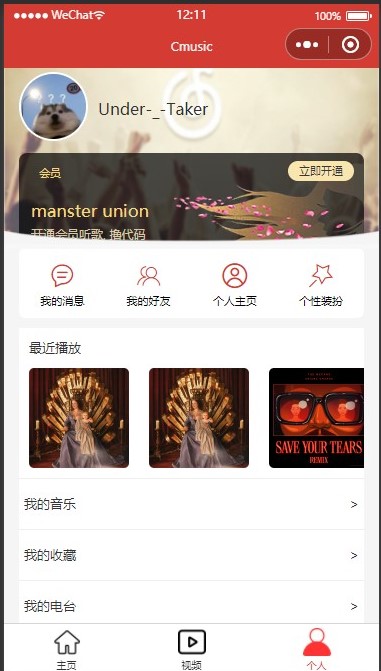 WeChat 12:11 100%
Cmusic
Under-_-Taker
会员 立即开通
manster union
开通会员听歌, 撸代码
我的消息 我的好友 个人主页 个性装扮
最近播放
SAVE YOUR TEARS
REMIX
我的音乐 >
我的收藏 >
我的电台 >
主页 视频 个人